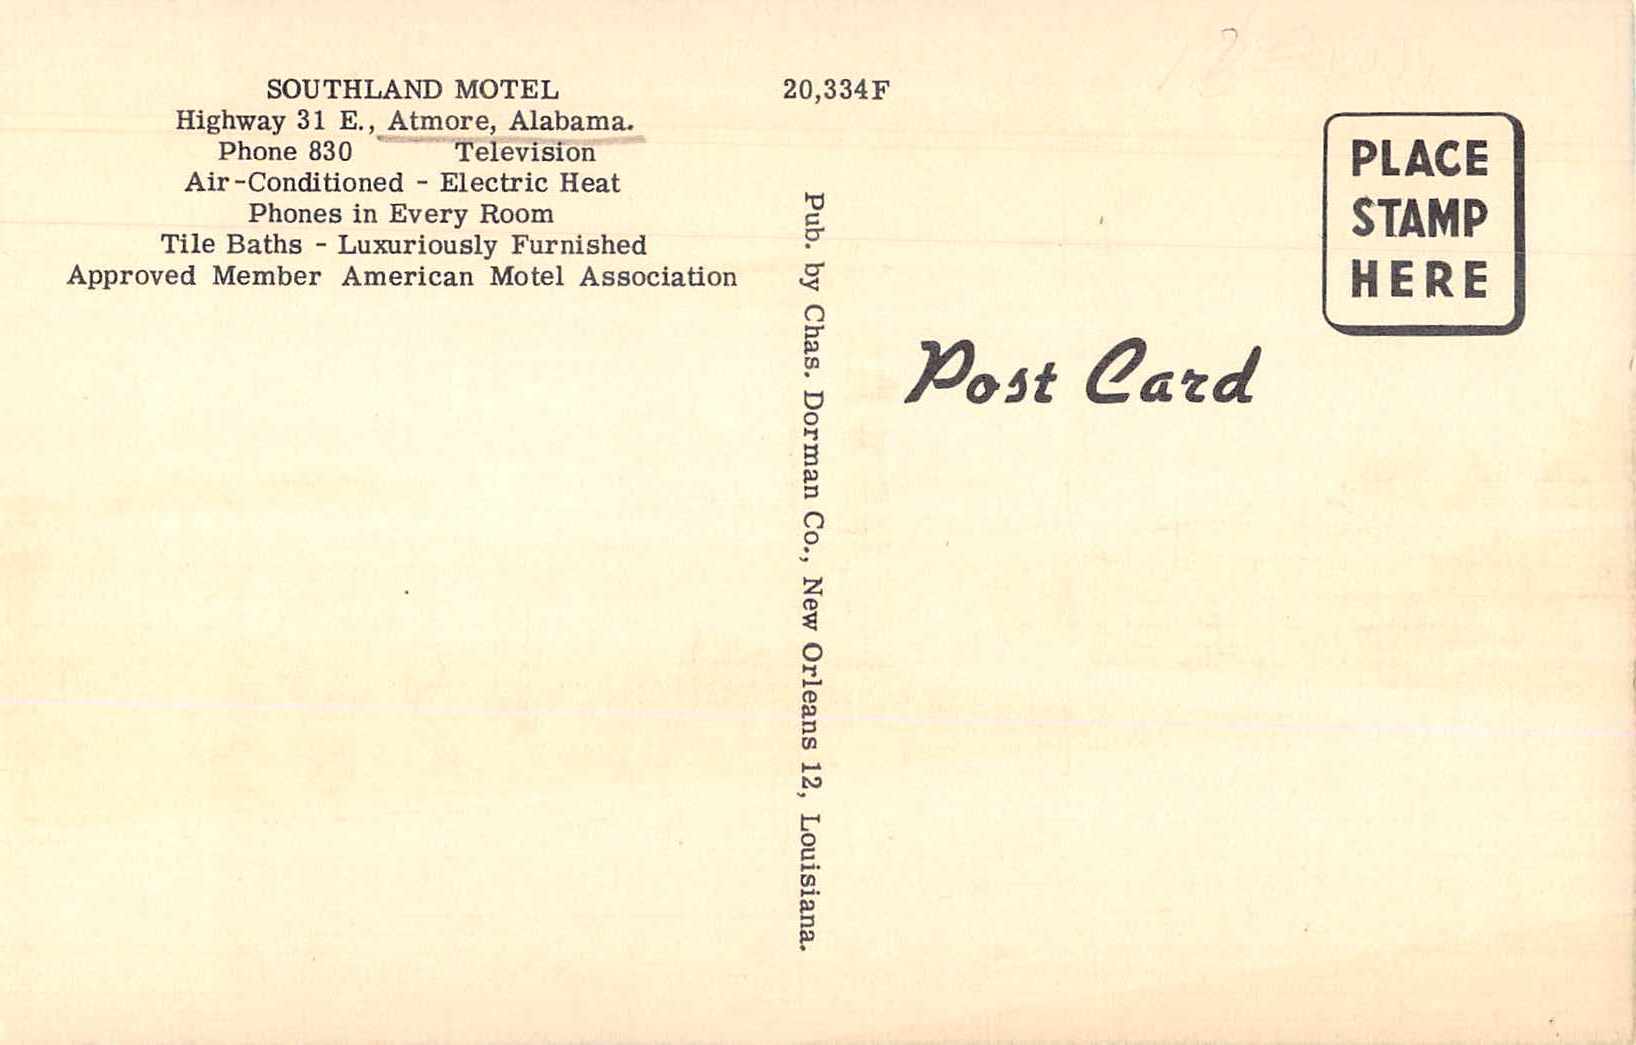 SOUTHLAND MOTEL
Highway 31 E., Atmore, Alabama.
Phone 830 Television
Air-Conditioned - Electric Heat
Phones in Every Room
Tile Baths - Luxuriously Furnished
Approved Member American Motel Association
20,334F
Pub. by Chas. Dorman Co., New Orleans 12, Louisiana.
PLACE
STAMP
HERE
Post Card